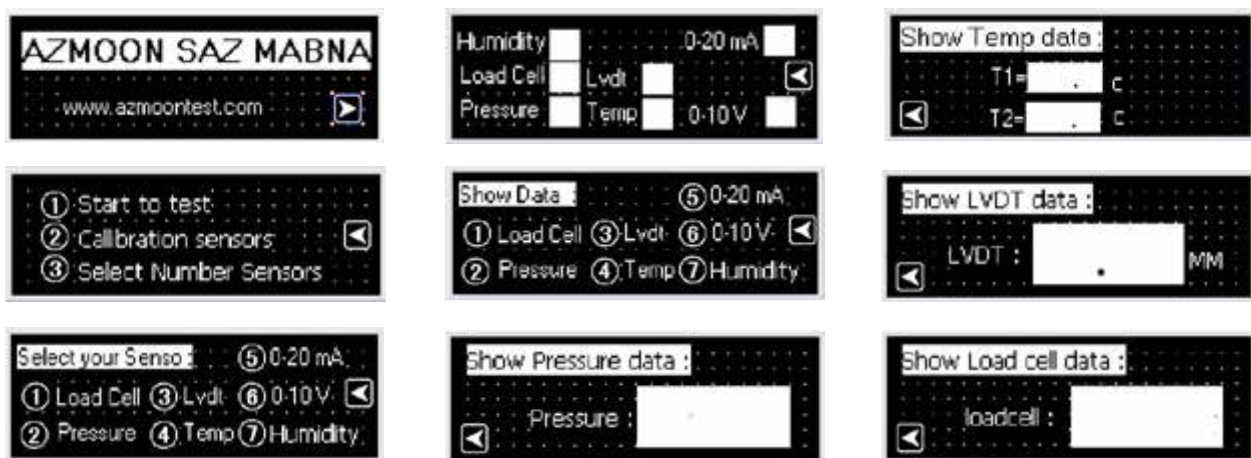 AZMOON SAZ MABNA
www.azmoontest.com
Humidity 0-20 mA
Load Cell Lvdt
Pressure Temp 0-10 V
Show Temp data :
T1= . C
T2= . C
① Start to test
② Calibration sensors
③ Select Number Sensors
Show Data : ⑤ 0-20 mA
① Load Cell ③ Lvdt ⑥ 0-10 V
② Pressure ④ Temp ⑦ Humidity
Show LVDT data :
LVDT : . MM
Select your Senso : ⑤ 0-20 mA
① Load Cell ③ Lvdt ⑥ 0-10 V
② Pressure ④ Temp ⑦ Humidity
Show Pressure data :
Pressure :
Show Load cell data :
loadcell :